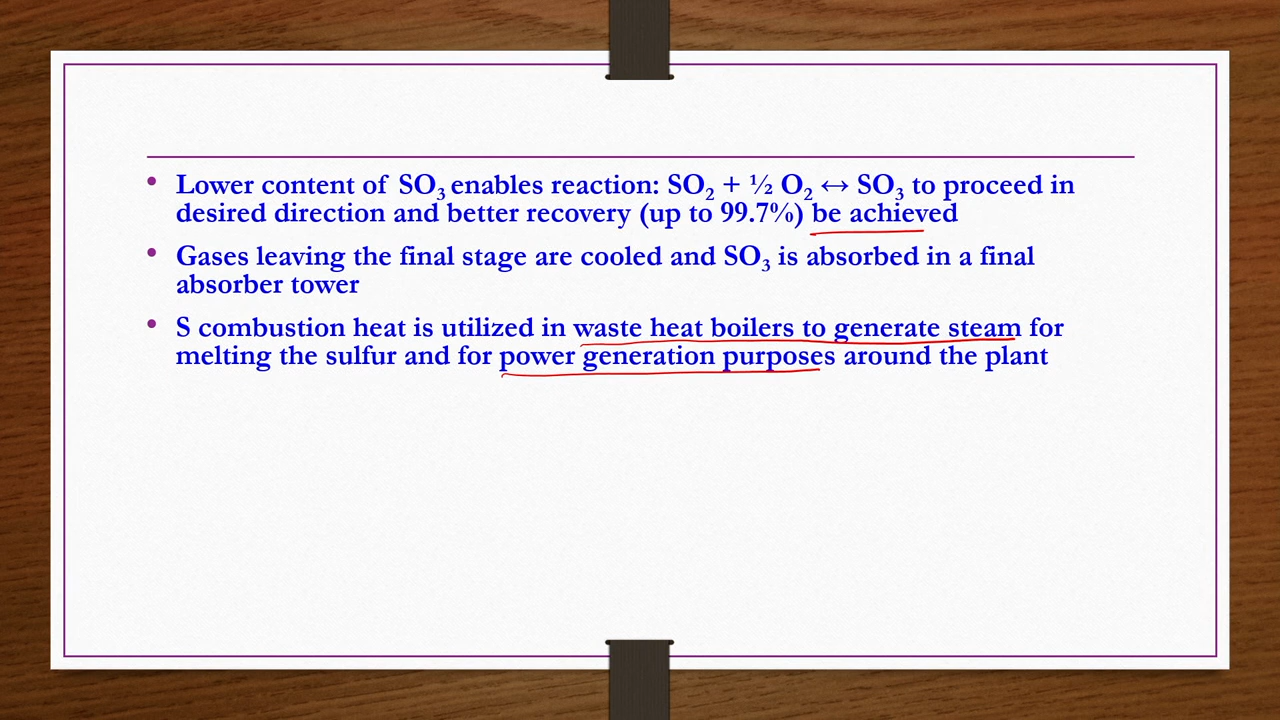 • Lower content of SO₃ enables reaction: SO₂ + ½ O₂ ↔ SO₃ to proceed in
desired direction and better recovery (up to 99.7%) be achieved
• Gases leaving the final stage are cooled and SO₃ is absorbed in a final
absorber tower
• S combustion heat is utilized in waste heat boilers to generate steam for
melting the sulfur and for power generation purposes around the plant